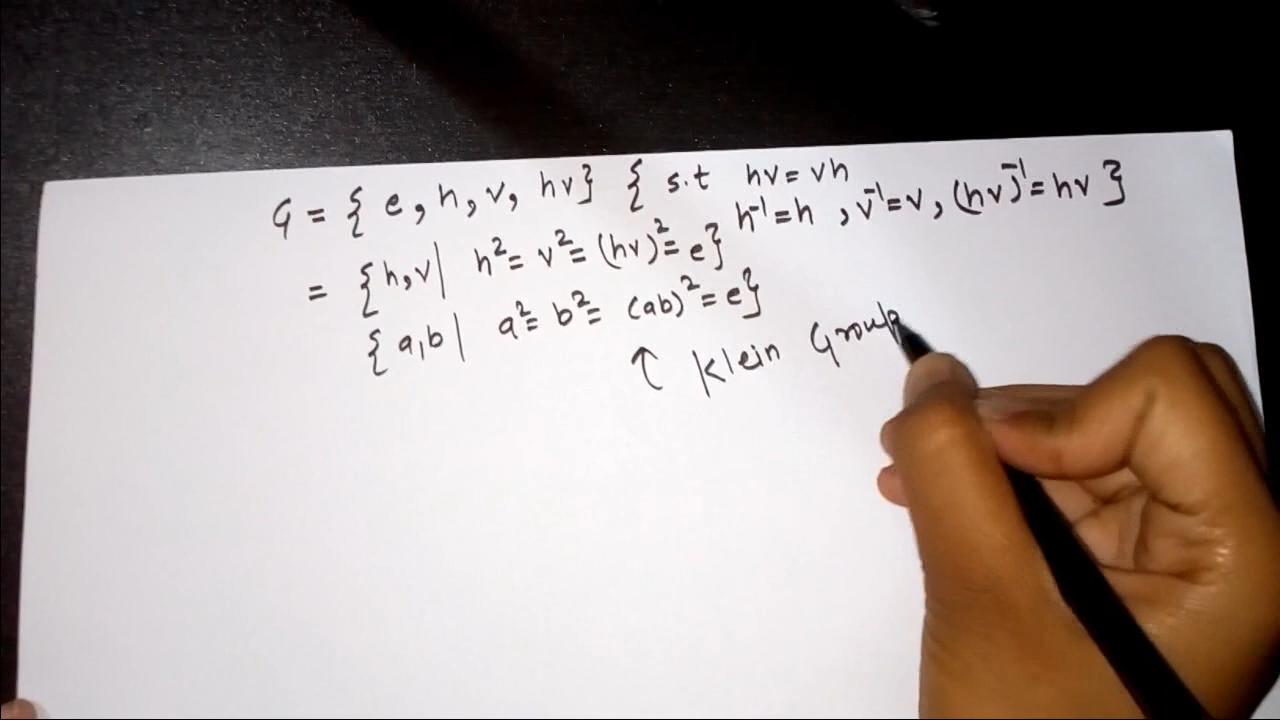 G = { e, h, v, hv} { s.t hv = vh
h⁻¹=h , v⁻¹=v, (hv)⁻¹=hv }
= {h,v| h²= v²= (hv)²= e}
{a,b| a²= b²= (ab)²= e}
↑ Klein Group